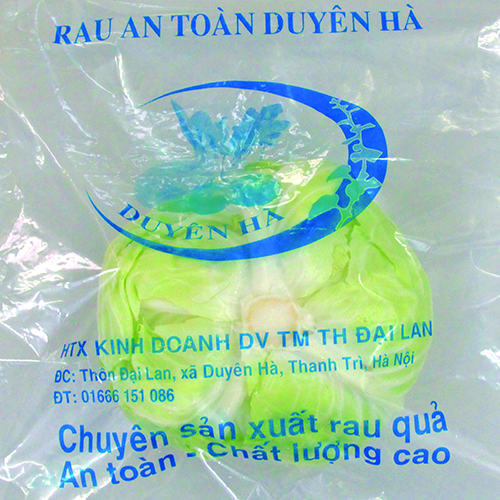 RAU AN TOÀN DUYÊN HÀ
DUYÊN HÀ
HTX KINH DOANH DV TM TH ĐẠI LAN
ĐC: Thôn Đại Lan, xã Duyên Hà, Thanh Trì, Hà Nội
ĐT: 01666 151 086
Chuyên sản xuất rau quả
An toàn - Chất lượng cao